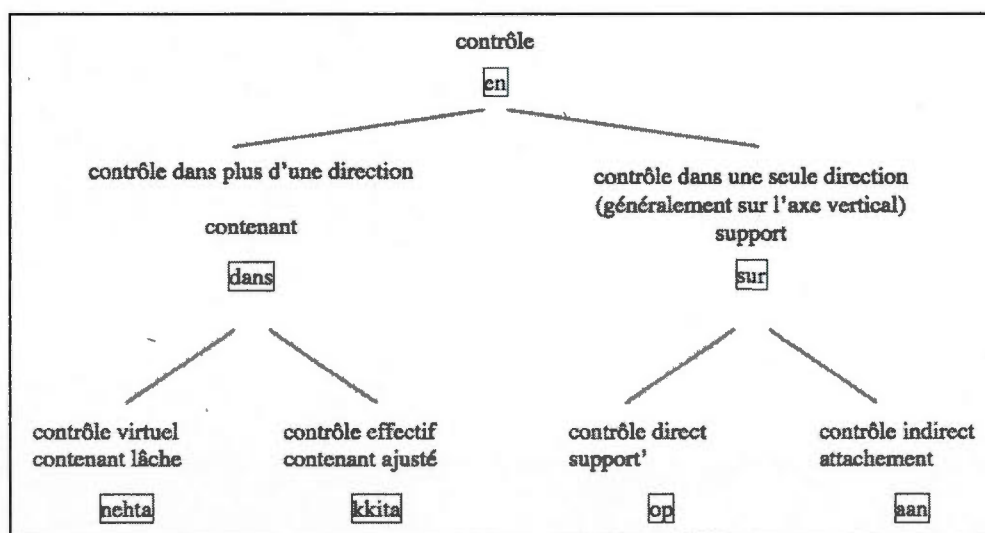 contrôle
en
contrôle dans plus d'une direction
contenant
dans
contrôle dans une seule direction
(généralement sur l'axe vertical)
support
sur
contrôle virtuel
contenant lâche
nehta
contrôle effectif
contenant ajusté
kkita
contrôle direct
support'
op
contrôle indirect
attachement
aan